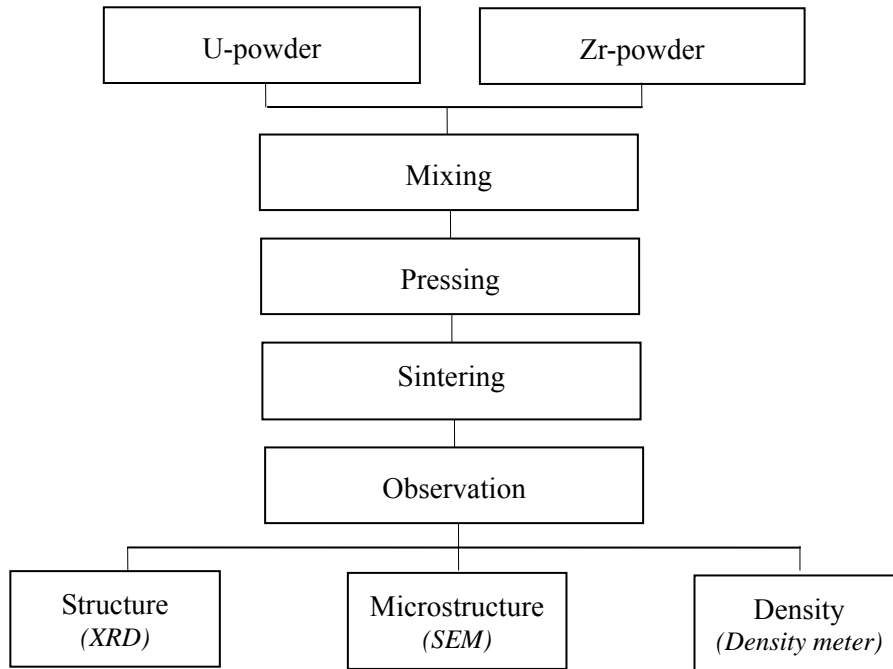 U-powder
Zr-powder
Mixing
Pressing
Sintering
Observation
Structure
(XRD)
Microstructure
(SEM)
Density
(Density meter)